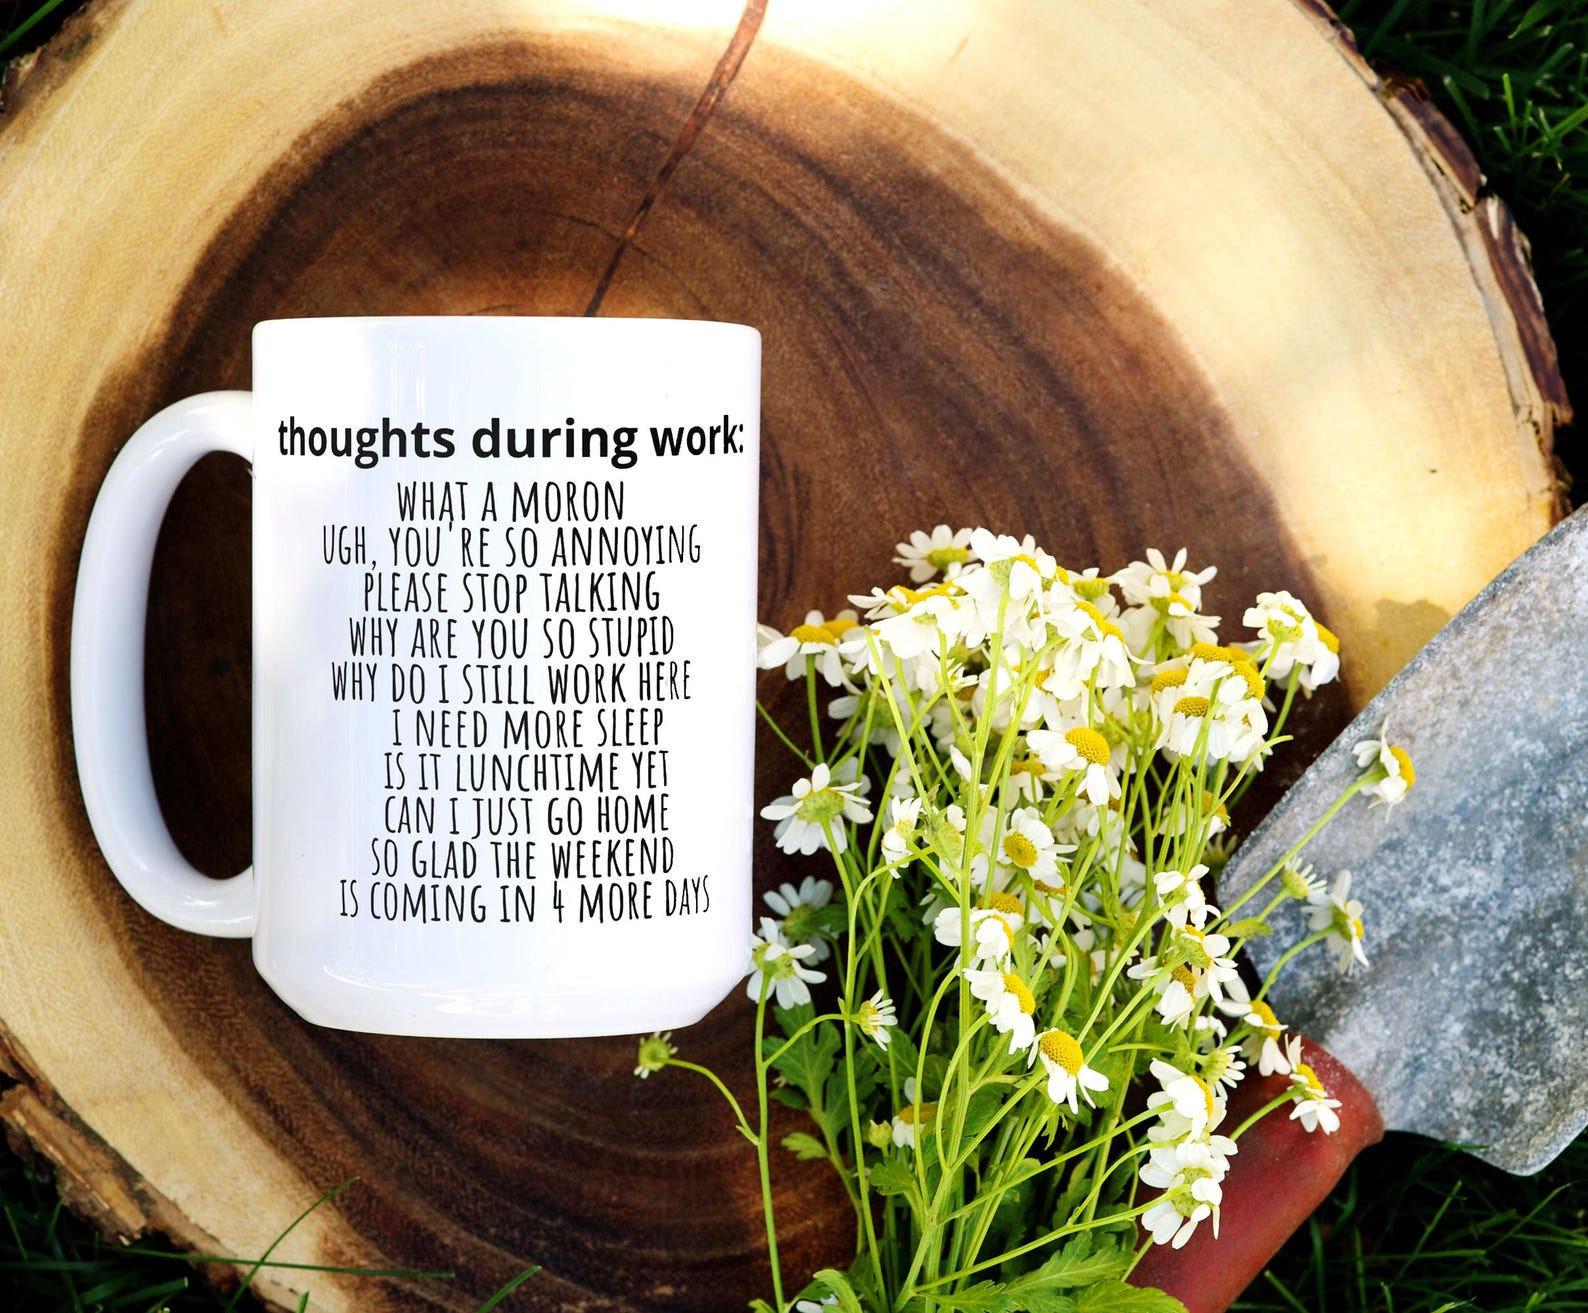 thoughts during work:
WHAT A MORON
UGH, YOU'RE SO ANNOYING
PLEASE STOP TALKING
WHY ARE YOU SO STUPID
WHY DO I STILL WORK HERE
I NEED MORE SLEEP
IS IT LUNCHTIME YET
CAN I JUST GO HOME
SO GLAD THE WEEKEND
IS COMING IN 4 MORE DAYS